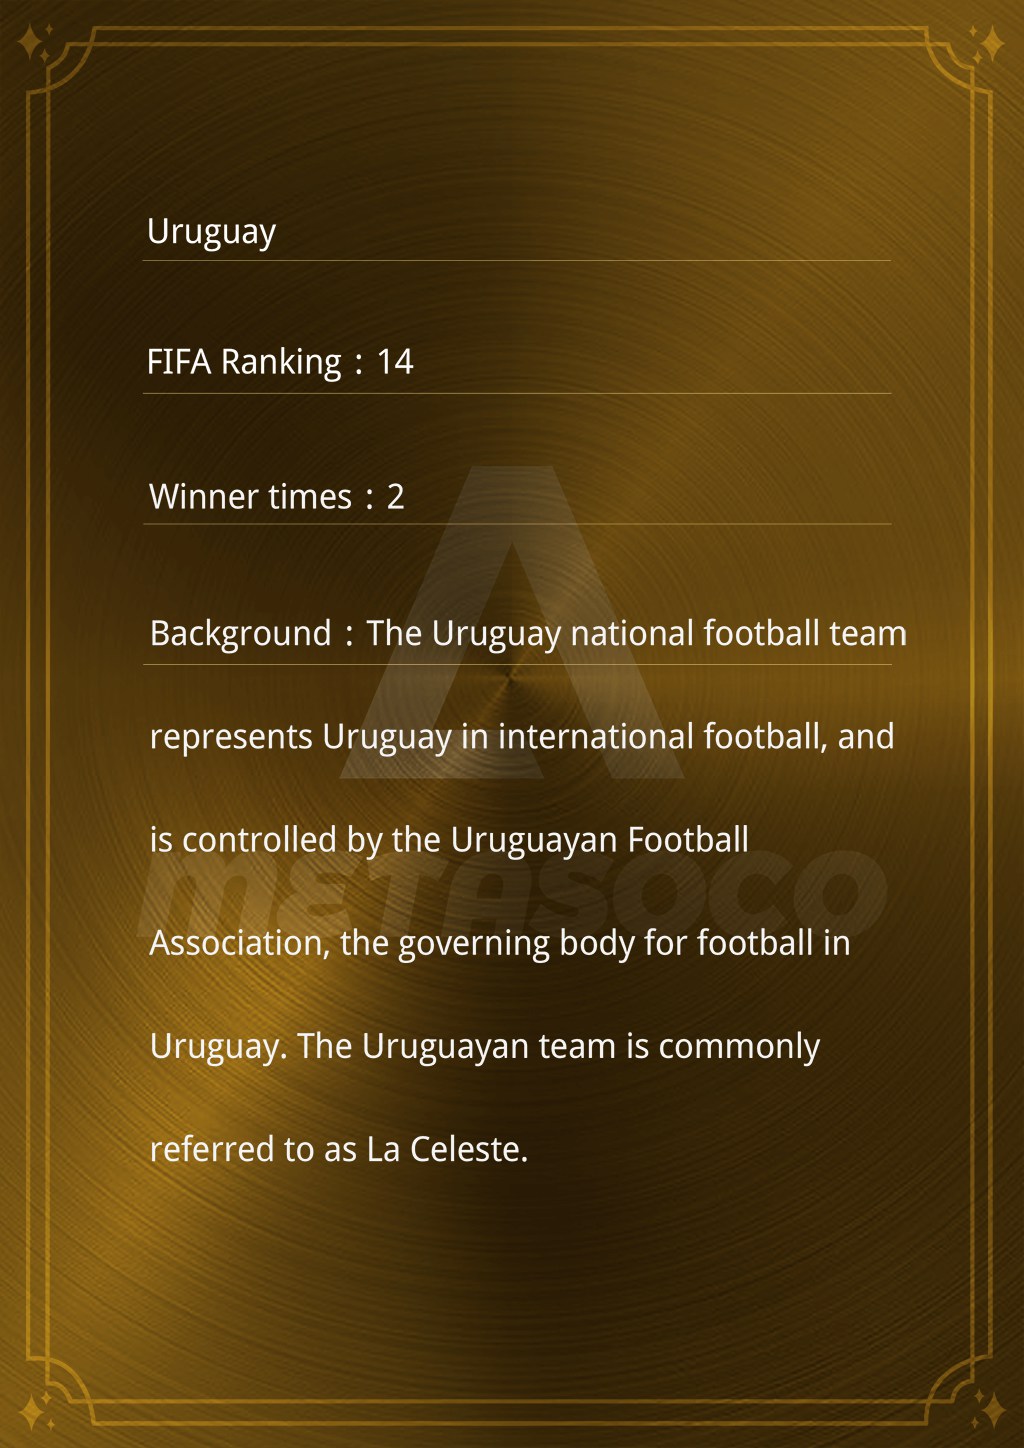 Uruguay
FIFA Ranking：14
Winner times：2
Background：The Uruguay national football team
represents Uruguay in international football, and
is controlled by the Uruguayan Football
METASOCO
Association, the governing body for football in
Uruguay. The Uruguayan team is commonly
referred to as La Celeste.